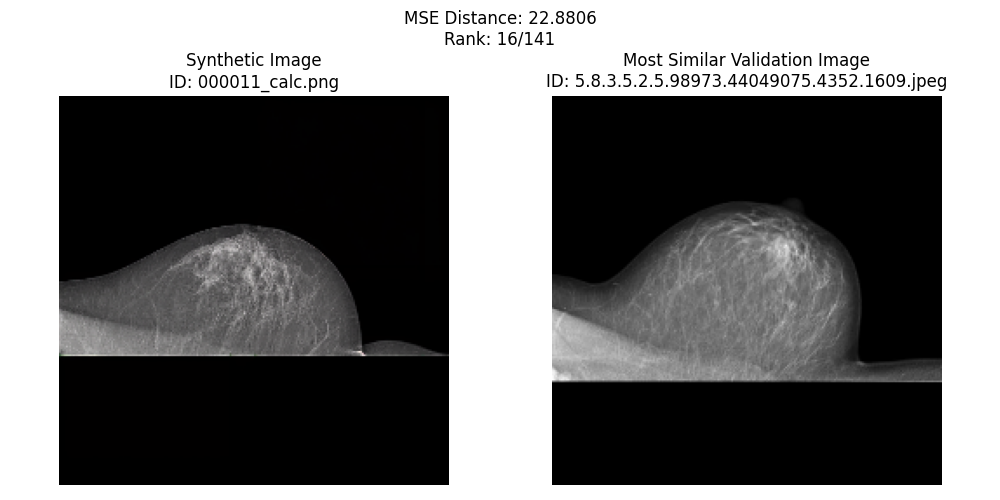 MSE Distance: 22.8806
Rank: 16/141
Synthetic Image
ID: 000011_calc.png
Most Similar Validation Image
ID: 5.8.3.5.2.5.98973.44049075.4352.1609.jpeg